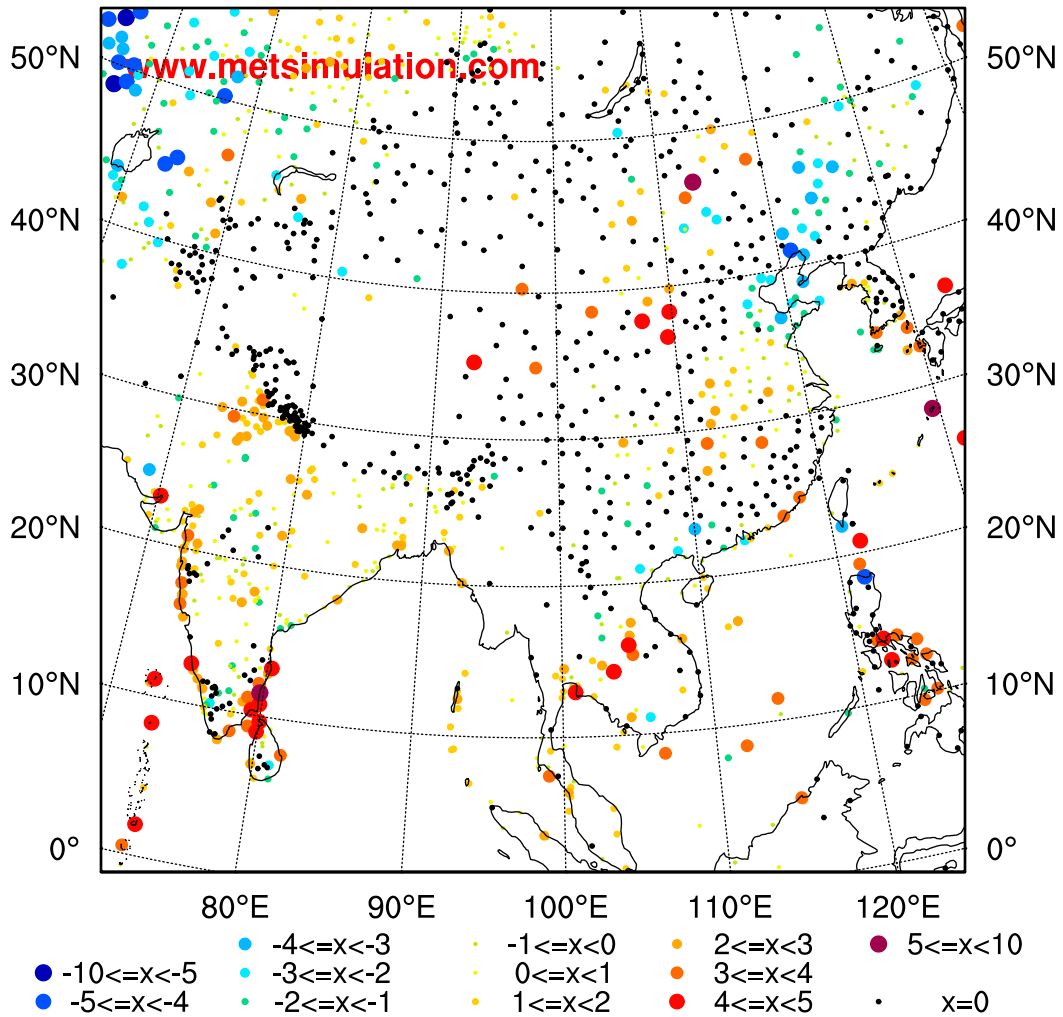 50°N 50°N
www.metsimulation.com
40°N 40°N
30°N 30°N
20°N 20°N
10°N 10°N
0° 0°
80°E 90°E 100°E 110°E 120°E
-4<=x<-3 -1<=x<0 2<=x<3 5<=x<10
-10<=x<-5 -3<=x<-2 0<=x<1 3<=x<4
-5<=x<-4 -2<=x<-1 1<=x<2 4<=x<5 x=0